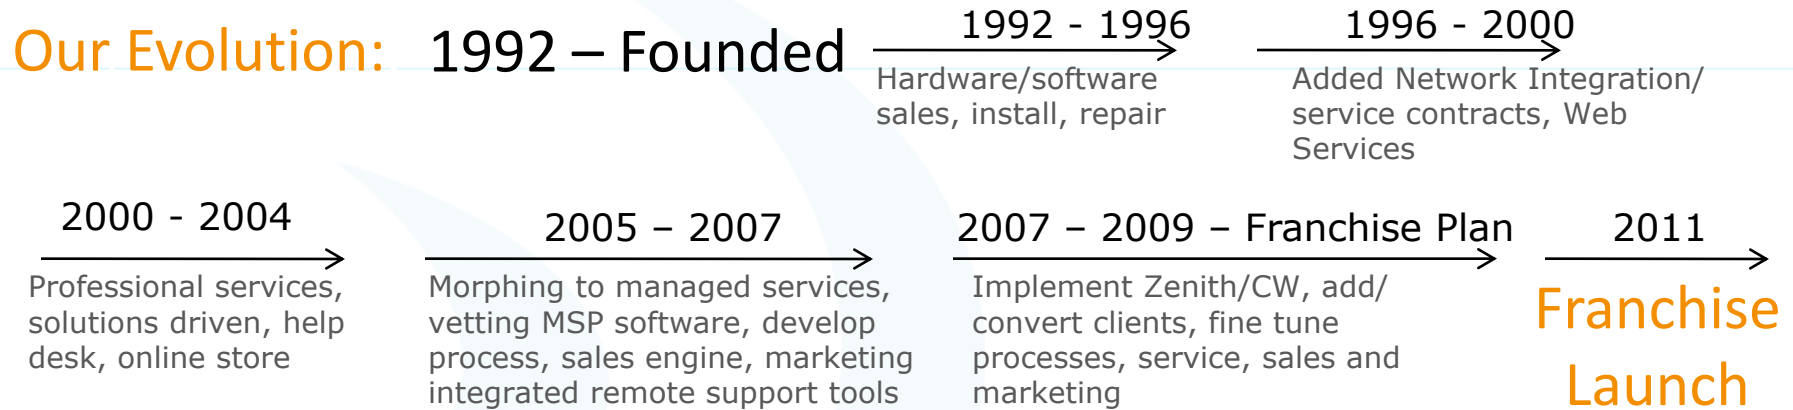 Our Evolution: 1992 – Founded
1992 - 1996
Hardware/software
sales, install, repair
1996 - 2000
Added Network Integration/
service contracts, Web
Services
2000 - 2004
Professional services,
solutions driven, help
desk, online store
2005 – 2007
Morphing to managed services,
vetting MSP software, develop
process, sales engine, marketing
integrated remote support tools
2007 – 2009 – Franchise Plan
Implement Zenith/CW, add/
convert clients, fine tune
processes, service, sales and
marketing
2011
Franchise
Launch